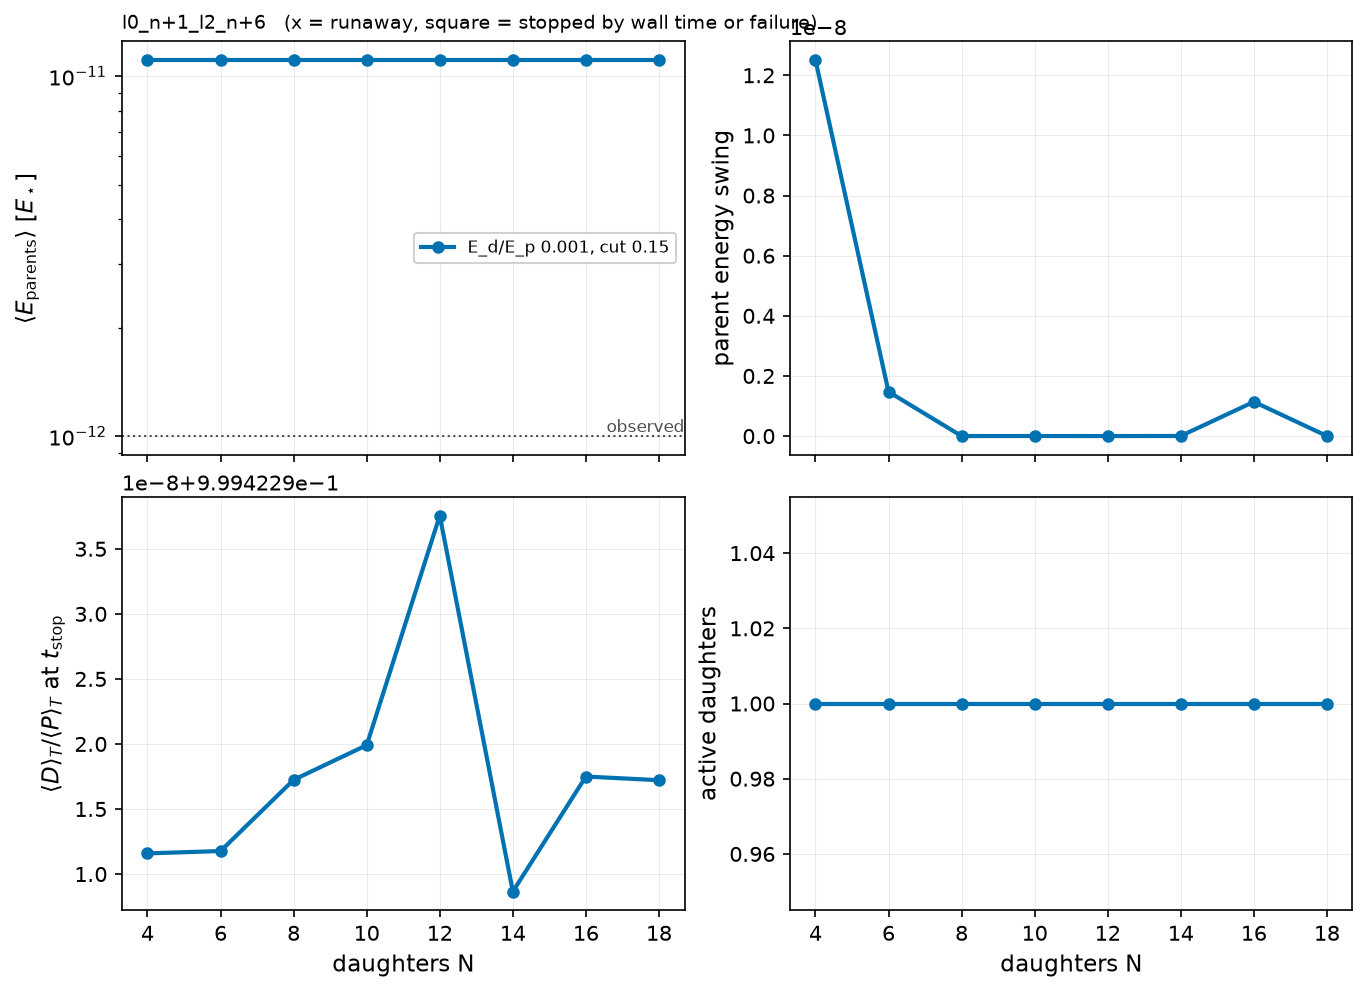 l0_n+1_l2_n+6   (x = runaway, square = stopped by wall time or failure)
1e−8
10⁻¹¹
10⁻¹²
⟨E_parents⟩ [E⋆]
E_d/E_p 0.001, cut 0.15
observed
1.2
1.0
0.8
0.6
0.4
0.2
0.0
parent energy swing
1e−8+9.994229e−1
3.5
3.0
2.5
2.0
1.5
1.0
⟨D⟩_T/⟨P⟩_T at t_stop
4 6 8 10 12 14 16 18
daughters N
1.04
1.02
1.00
0.98
0.96
active daughters
4 6 8 10 12 14 16 18
daughters N